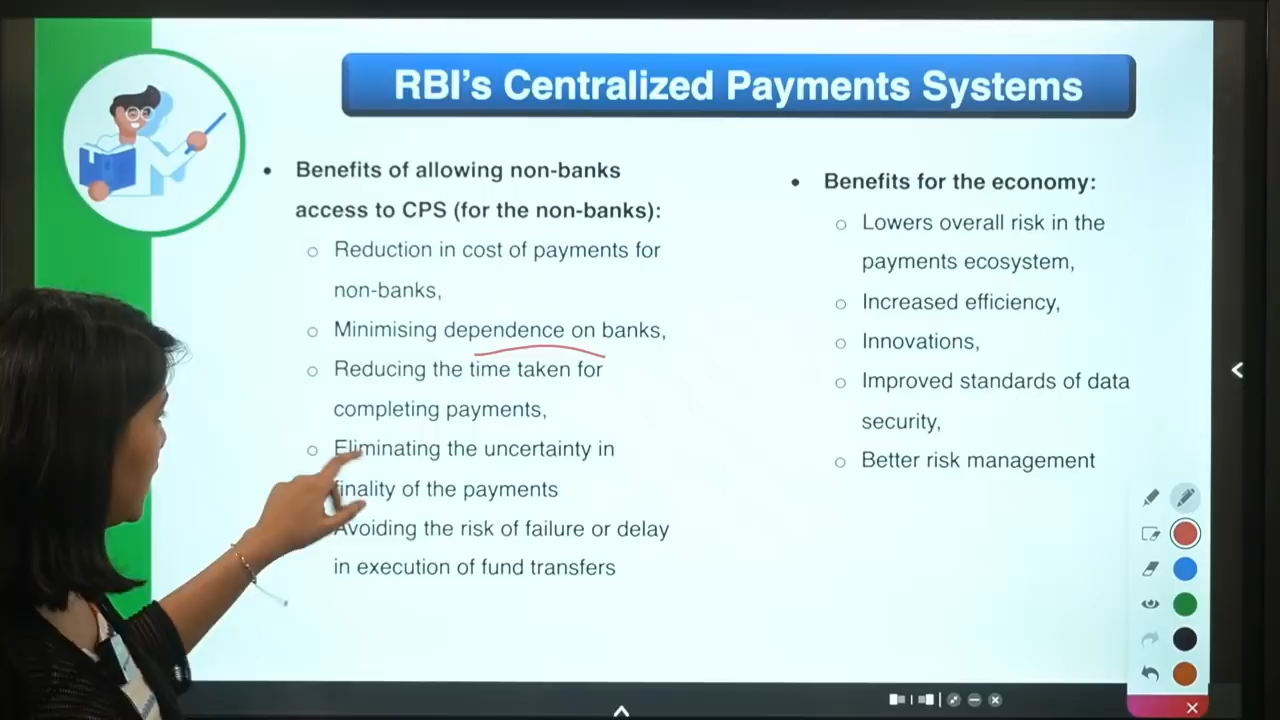 RBI's Centralized Payments Systems
Benefits of allowing non-banks
access to CPS (for the non-banks):
Reduction in cost of payments for
non-banks,
Minimising dependence on banks,
Reducing the time taken for
completing payments,
Eliminating the uncertainty in
finality of the payments
Avoiding the risk of failure or delay
in execution of fund transfers
Benefits for the economy:
Lowers overall risk in the
payments ecosystem,
Increased efficiency,
Innovations,
Improved standards of data
security,
Better risk management